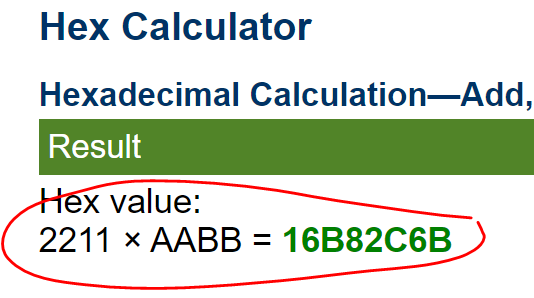 Hex Calculator
Hexadecimal Calculation—Add,
Result
Hex value:
2211 × AABB = 16B82C6B